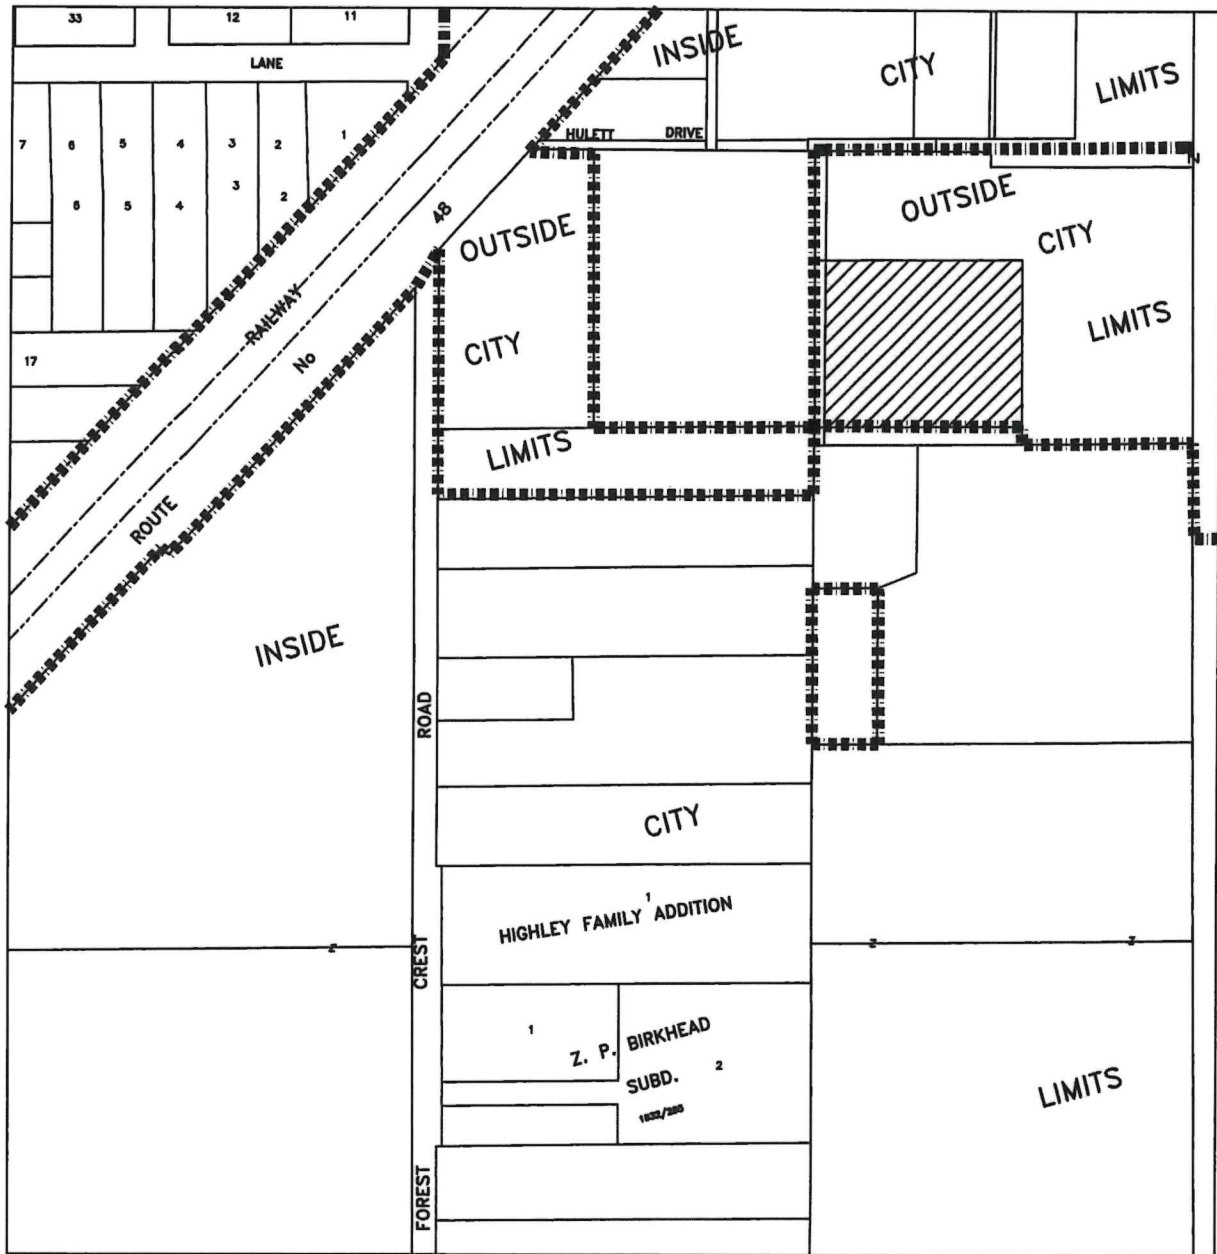 33
12
11
LANE
7
6
5
4
3
2
1
6
5
4
3
2
17
RAILWAY
ROUTE No 48
HULETT DRIVE
INSIDE CITY LIMITS
OUTSIDE
CITY
LIMITS
OUTSIDE
CITY
LIMITS
N
INSIDE
CITY
LIMITS
FOREST CREST ROAD
1
HIGHLEY FAMILY ADDITION
z
z
z
1
Z. P. BIRKHEAD
SUBD.
2